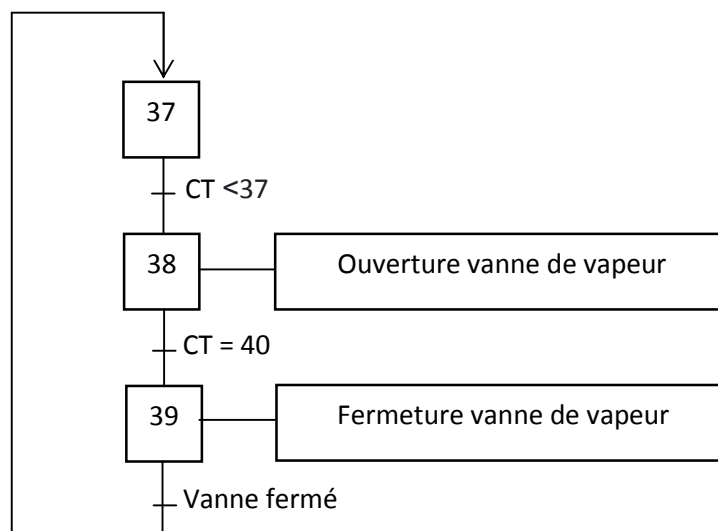 37
CT <37
38
Ouverture vanne de vapeur
CT = 40
39
Fermeture vanne de vapeur
Vanne fermé